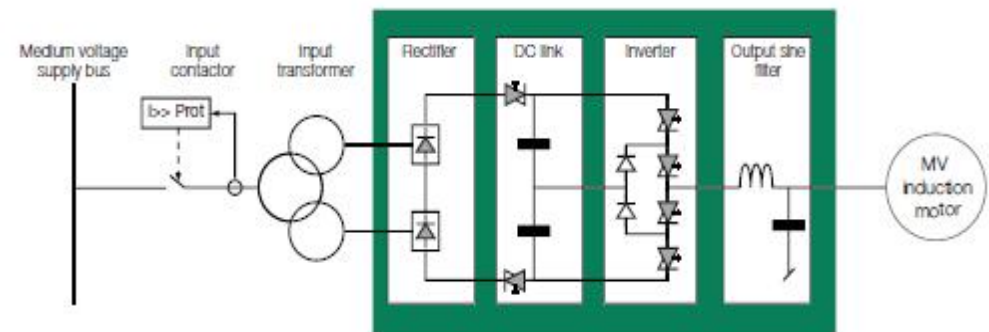 Medium voltage
supply bus
Input
contactor
Input
transformer
Rectifier
DC link
Inverter
Output sine
filter
I>> Prot
MV
induction
motor